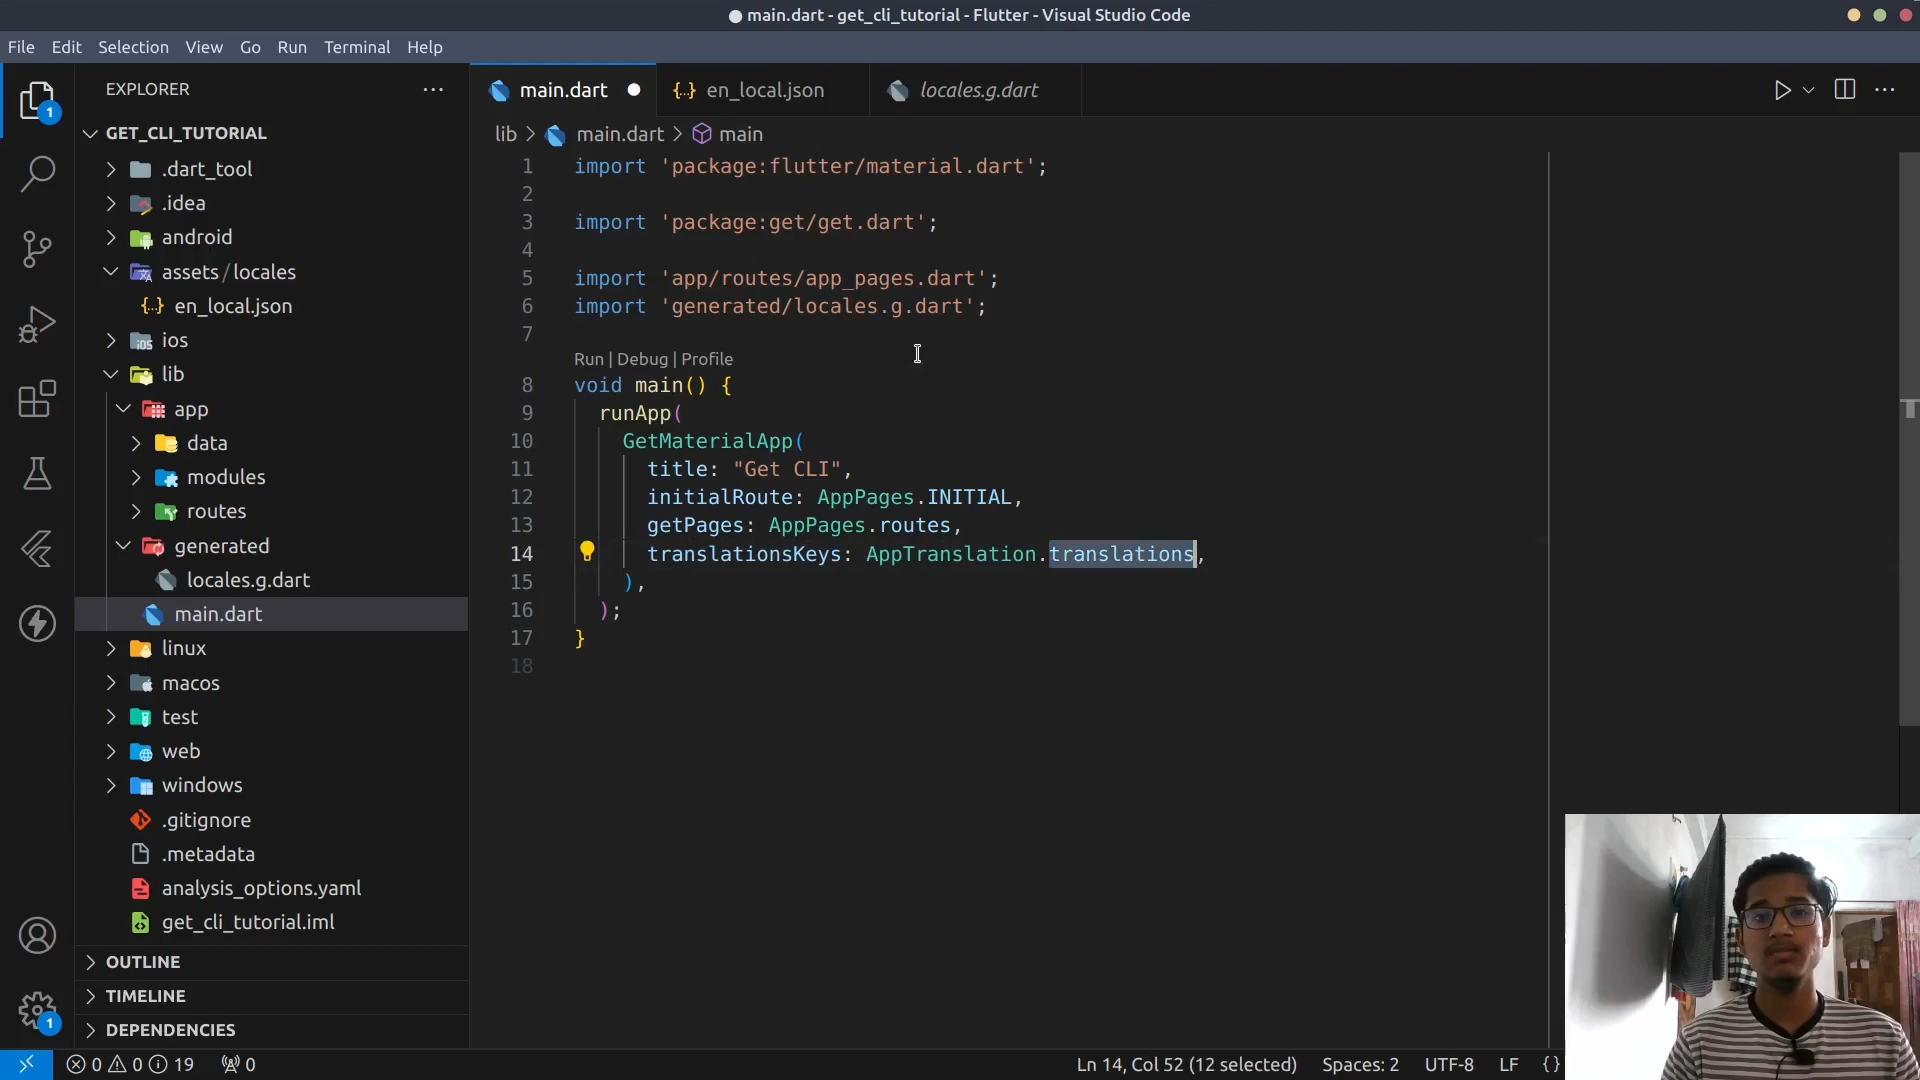 main.dart - get_cli_tutorial - Flutter - Visual Studio Code
File Edit Selection View Go Run Terminal Help
1
EXPLORER
GET_CLI_TUTORIAL
.dart_tool
.idea
android
assets/locales
en_local.json
ios
lib
app
data
modules
routes
generated
locales.g.dart
main.dart
linux
macos
test
web
windows
.gitignore
.metadata
analysis_options.yaml
get_cli_tutorial.iml
OUTLINE
TIMELINE
DEPENDENCIES
1
main.dart en_local.json locales.g.dart
lib > main.dart > main
1 import 'package:flutter/material.dart';
2
3 import 'package:get/get.dart';
4
5 import 'app/routes/app_pages.dart';
6 import 'generated/locales.g.dart';
7
Run | Debug | Profile
8 void main() {
9 runApp(
10 GetMaterialApp(
11 title: "Get CLI",
12 initialRoute: AppPages.INITIAL,
13 getPages: AppPages.routes,
14 translationsKeys: AppTranslation.translations,
15 ),
16 );
17 }
18
0 0 19 0 Ln 14, Col 52 (12 selected) Spaces: 2 UTF-8 LF {}